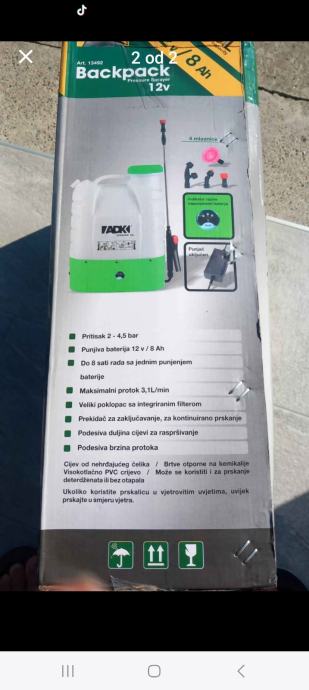 2 od 2
V / 8 Ah
Art. 13492
Backpack
Pressure Sprayer
12v
4 mlaznice
Punjač
uključen
ADK
Pritisak 2 - 4,5 bar
Punjiva baterija 12 v / 8 Ah
Do 8 sati rada sa jednim punjenjem
baterije
Maksimalni protok 3,1L/min
Veliki poklopac sa integriranim filterom
Prekidač za zaključavanje, za kontinuirano prskanje
Podesiva duljina cijevi za raspršivanje
Podesiva brzina protoka
Cijev od nehrđajućeg čelika / Brtve otporne na kemikalije
Visokotlačno PVC crijevo / Može se koristiti i za prskanje
deterdženata ili bez otapala
Ukoliko koristite prskalicu u vjetrovitim uvjetima, uvijek
prskajte u smjeru vjetra.